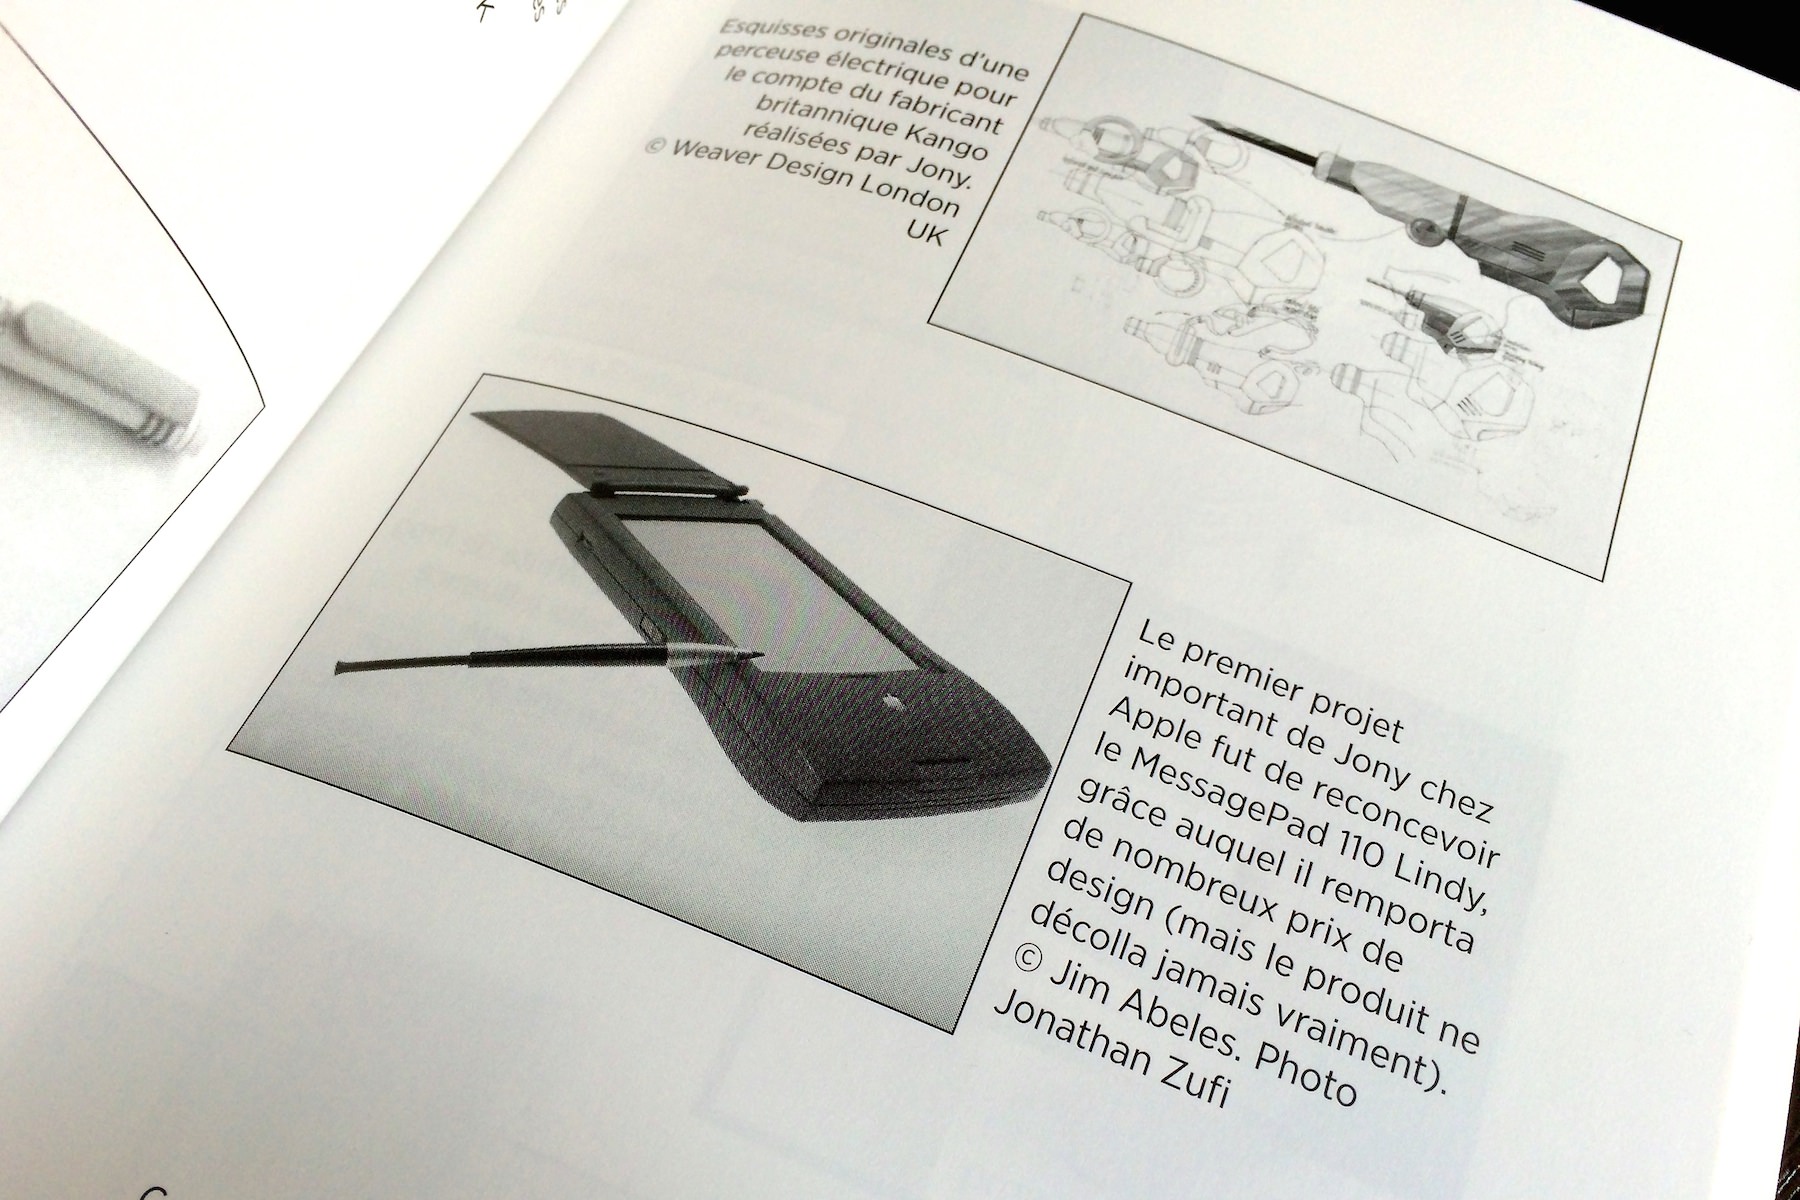 Esquisses originales d'une
perceuse électrique pour
le compte du fabricant
britannique Kango
réalisées par Jony.
© Weaver Design London
UK
Le premier projet
important de Jony chez
Apple fut de reconcevoir
le MessagePad 110 Lindy,
grâce auquel il remporta
de nombreux prix de
design (mais le produit ne
décolla jamais vraiment).
© Jim Abeles. Photo
Jonathan Zufi